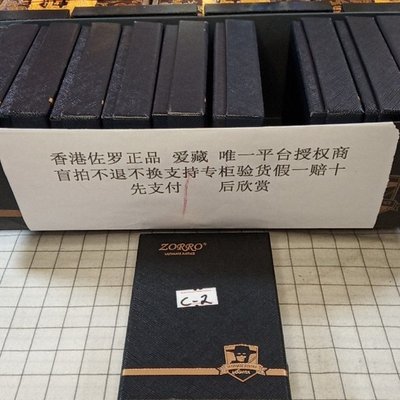 香港佐罗正品 爱藏 唯一平台授权商
盲拍不退不换支持专柜验货假一赔十
先支付 后欣赏
ZORRO®
C-2